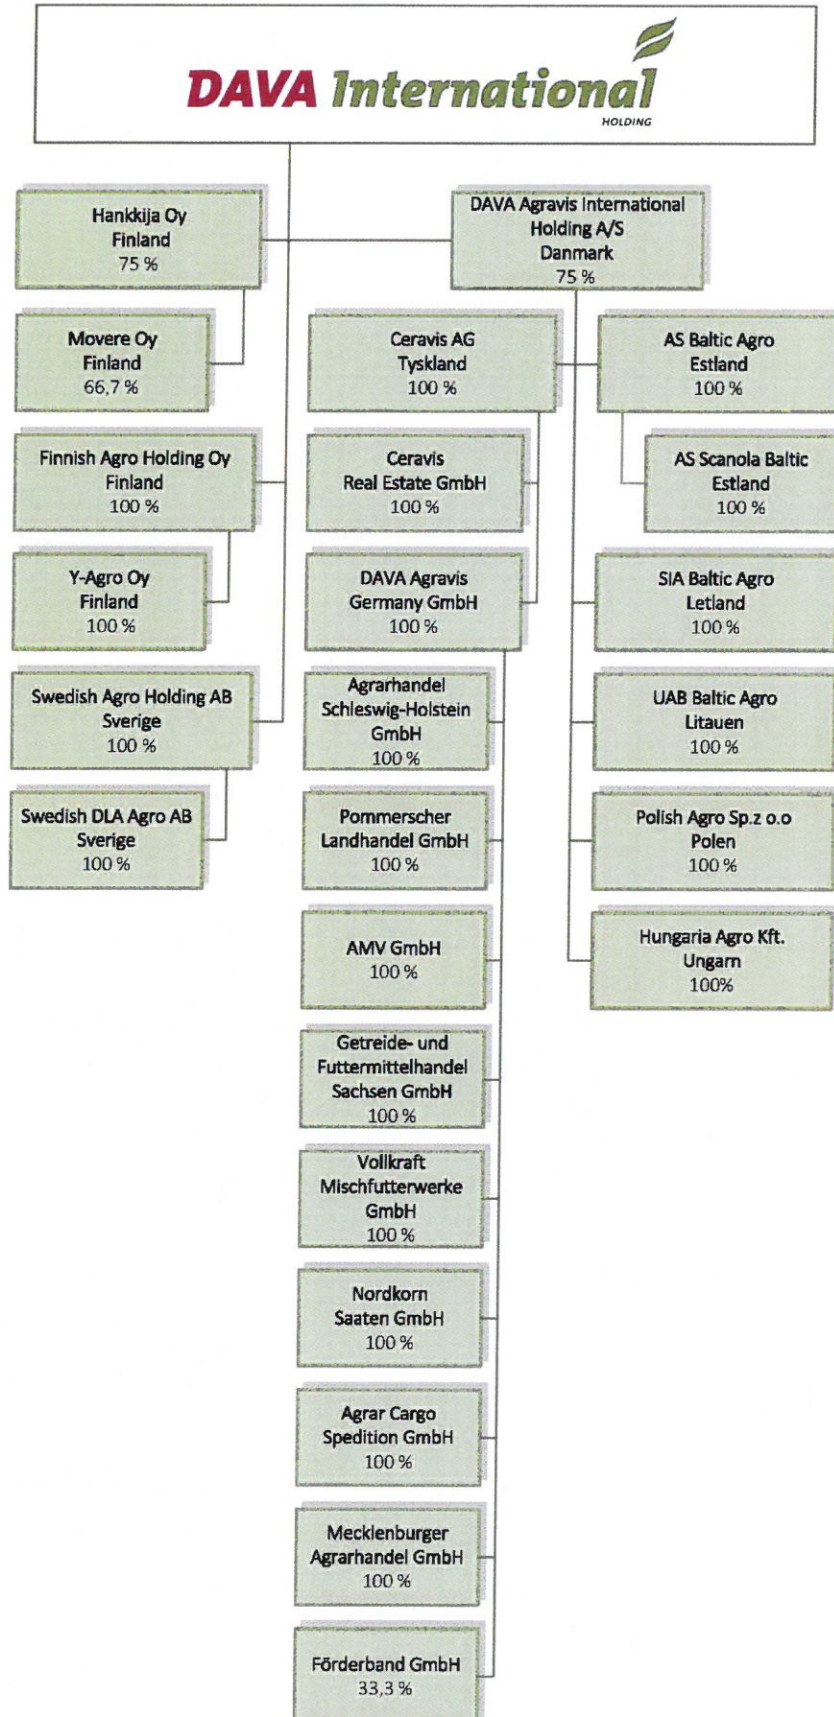 DAVA International
HOLDING
Hankkija Oy
Finland
75 %
DAVA Agravis International
Holding A/S
Danmark
75 %
Movere Oy
Finland
66,7 %
Ceravis AG
Tyskland
100 %
AS Baltic Agro
Estland
100 %
Finnish Agro Holding Oy
Finland
100 %
Ceravis
Real Estate GmbH
100 %
AS Scanola Baltic
Estland
100 %
Y-Agro Oy
Finland
100 %
DAVA Agravis
Germany GmbH
100 %
SIA Baltic Agro
Letland
100 %
Swedish Agro Holding AB
Sverige
100 %
Agrarhandel
Schleswig-Holstein
GmbH
100 %
UAB Baltic Agro
Litauen
100 %
Swedish DLA Agro AB
Sverige
100 %
Pommerscher
Landhandel GmbH
100 %
Polish Agro Sp.z o.o
Polen
100 %
AMV GmbH
100 %
Hungaria Agro Kft.
Ungarn
100%
Getreide- und
Futtermittelhandel
Sachsen GmbH
100 %
Vollkraft
Mischfutterwerke
GmbH
100 %
Nordkorn
Saaten GmbH
100 %
Agrar Cargo
Spedition GmbH
100 %
Mecklenburger
Agrarhandel GmbH
100 %
Förderband GmbH
33,3 %